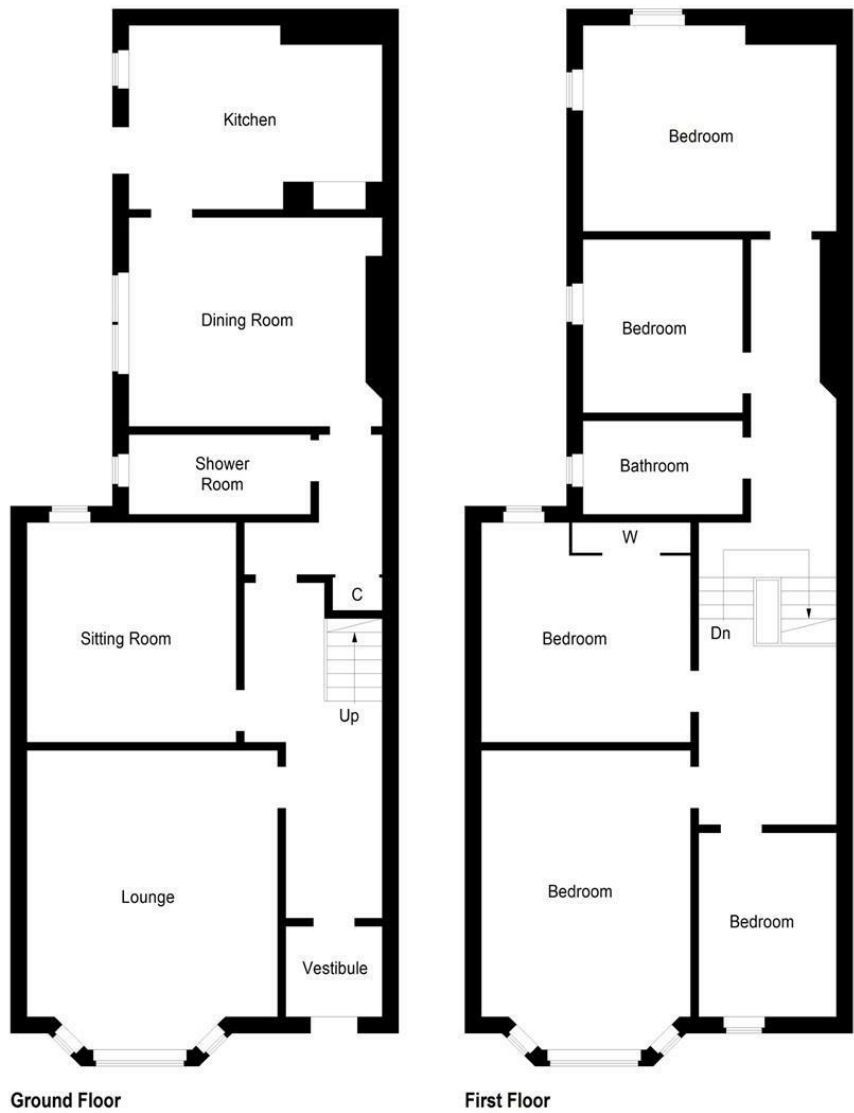 Kitchen
Dining Room
Shower
Room
C
Sitting Room
Up
Lounge
Vestibule
Ground Floor
Bedroom
Bedroom
Bathroom
W
Bedroom
Dn
Bedroom
Bedroom
First Floor